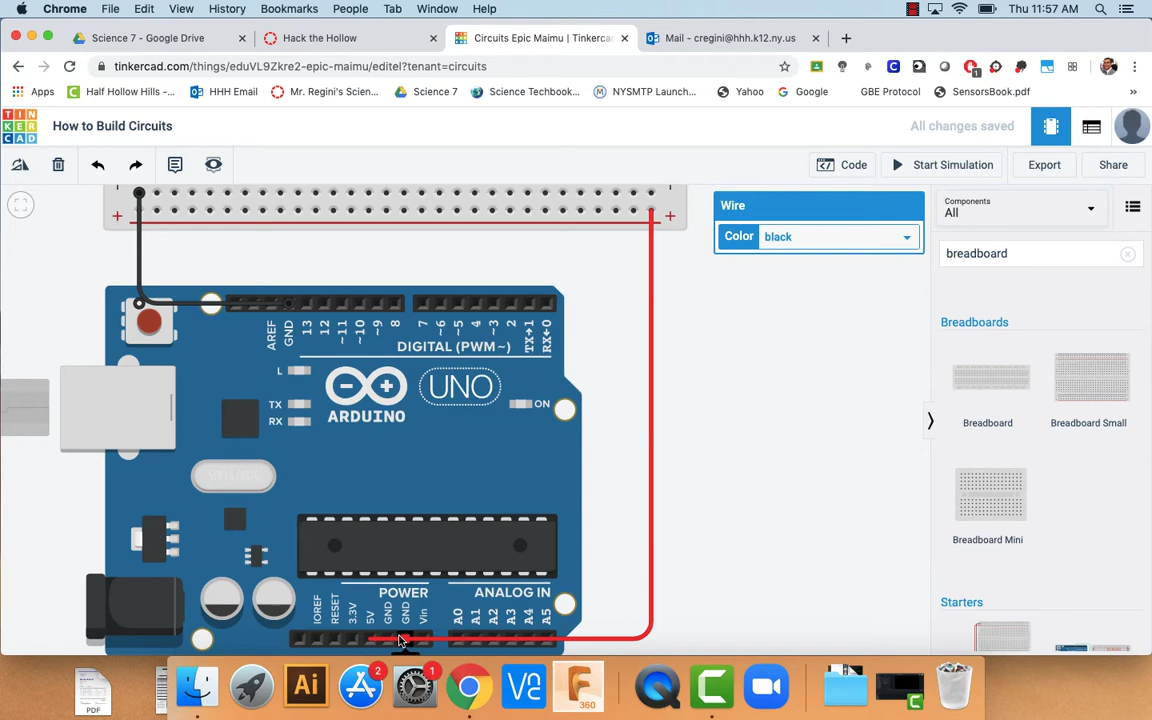 Chrome File Edit View History Bookmarks People Tab Window Help Thu 11:57 AM
Science 7 - Google Drive Hack the Hollow Circuits Epic Maimu | Tinkercad Mail - cregini@hhh.k12.ny.us
tinkercad.com/things/eduVL9Zkre2-epic-maimu/editel?tenant=circuits
1
Apps Half Hollow Hills -... HHH Email Mr. Regini's Scien... Science 7 Science Techbook... NYSMTP Launch... Yahoo Google GBE Protocol SensorsBook.pdf »
TIN
KER
CAD
How to Build Circuits
All changes saved
Code Start Simulation Export Share
Wire
Color black
Components
All
breadboard
Breadboards
Breadboard Breadboard Small
Breadboard Mini
Starters
+ +
AREF GND 13 12 ~11 ~10 ~9 8 7 ~6 ~5 4 ~3 2 TX→1 RX←0
DIGITAL (PWM~)
L
TX
RX
UNO
ARDUINO
ON
POWER ANALOG IN
IOREF RESET 3.3V 5V GND GND Vin A0 A1 A2 A3 A4 A5
PDF
Ai
2
1
360